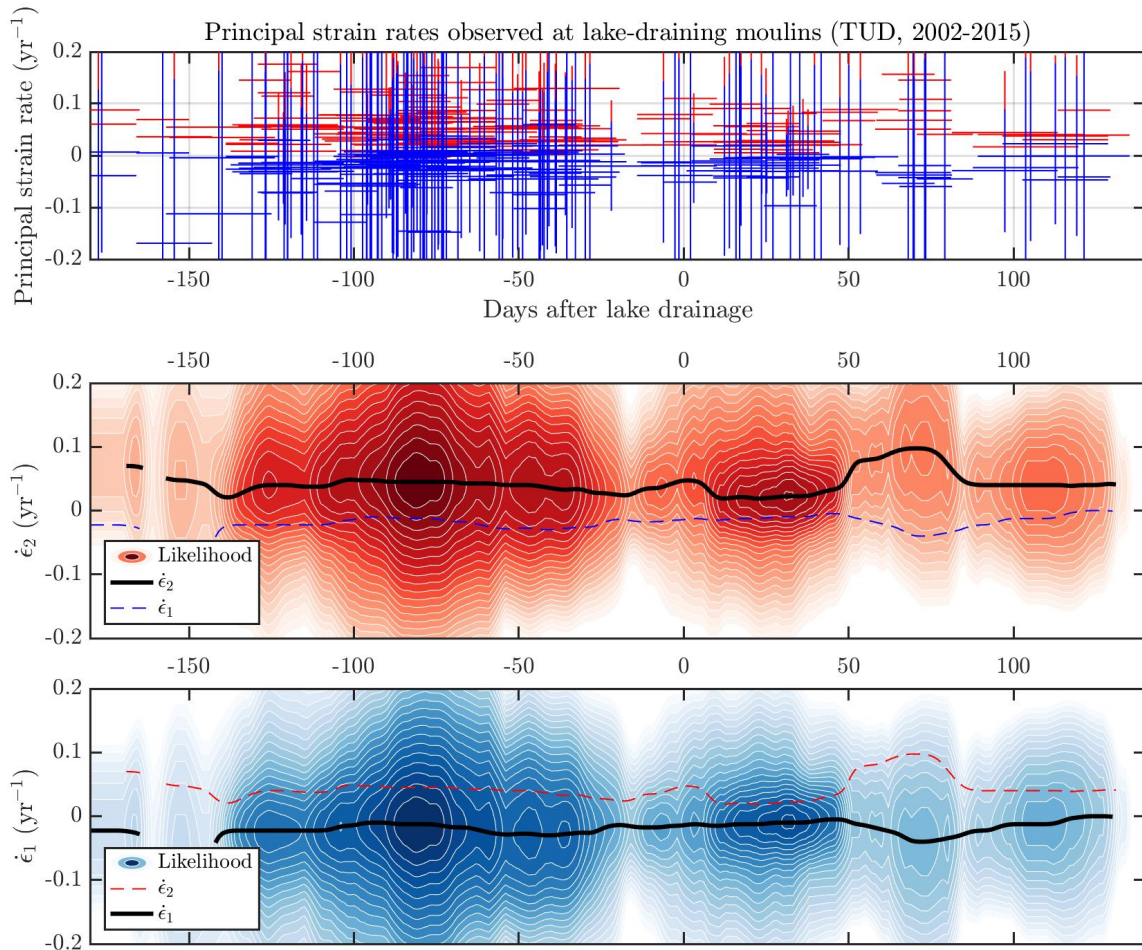 Principal strain rates observed at lake-draining moulins (TUD, 2002-2015)
Principal strain rate (yr⁻¹)
0.2
0.1
0
-0.1
-0.2
-150 -100 -50 0 50 100
Days after lake drainage
-150 -100 -50 0 50 100
ϵ̇₂ (yr⁻¹)
0.2
0.1
0
-0.1
-0.2
Likelihood
ϵ̇₂
ϵ̇₁
-150 -100 -50 0 50 100
ϵ̇₁ (yr⁻¹)
0.2
0.1
0
-0.1
-0.2
Likelihood
ϵ̇₂
ϵ̇₁